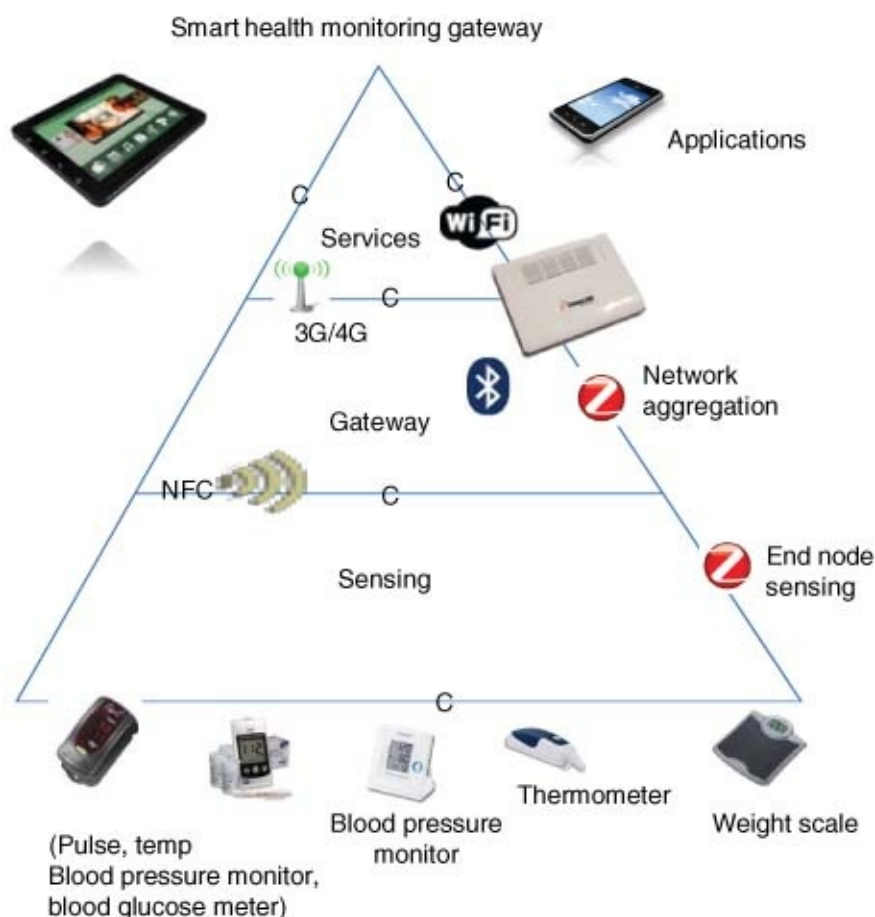 Smart health monitoring gateway
Applications
C
C
Wi Fi
Services
C
3G/4G
Network
aggregation
Gateway
NFC
C
End node
sensing
Sensing
C
112
Thermometer
Blood pressure
monitor
Weight scale
(Pulse, temp
Blood pressure monitor,
blood glucose meter)